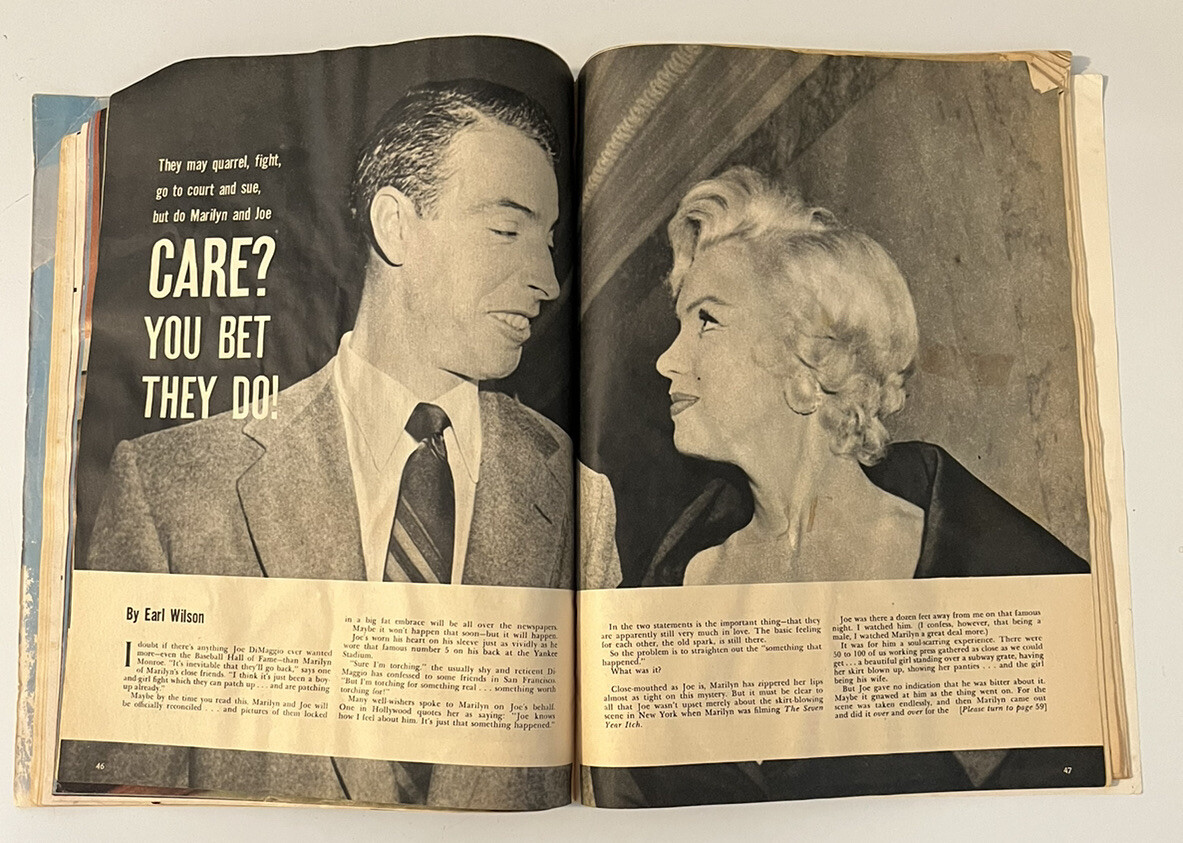 They may quarrel, fight,
go to court and sue,
but do Marilyn and Joe
CARE?
YOU BET
THEY DO!
By Earl Wilson
I doubt if there's anything Joe DiMaggio ever wanted
more—even the Baseball Hall of Fame—than Marilyn
Monroe. "It's inevitable that they'll go back," says one
of Marilyn's close friends. "I think it's just been a boy-
and-girl fight which they can patch up . . . and are patching
up already."
Maybe by the time you read this, Marilyn and Joe will
be officially reconciled . . . and pictures of them locked
in a big fat embrace will be all over the newspapers.
Maybe it won't happen that soon—but it will happen.
Joe's worn his heart on his sleeve just as vividly as he
wore that famous number 5 on his back at the Yankee
Stadium.
"Sure I'm torching," the usually shy and reticent Di
Maggio has confessed to some friends in San Francisco.
"But I'm torching for something real . . . something worth
torching for!"
Many well-wishers spoke to Marilyn on Joe's behalf.
One in Hollywood quotes her as saying: "Joe knows
how I feel about him. It's just that something happened."
46
In the two statements is the important thing—that they
are apparently still very much in love. The basic feeling
for each other, the old spark, is still there.
So the problem is to straighten out the "something that
happened."
What was it?
Close-mouthed as Joe is, Marilyn has zippered her lips
almost as tight on this mystery. But it must be clear to
all that Joe wasn't upset merely about the skirt-blowing
scene in New York when Marilyn was filming The Seven
Year Itch.
Joe was there a dozen feet away from me on that famous
night. I watched him. (I confess, however, that being a
male, I watched Marilyn a great deal more.)
It was for him a soul-searing experience. There were
50 to 100 of us working press gathered as close as we could
get . . . a beautiful girl standing over a subway grate, having
her skirt blown up, showing her panties . . . and the girl
being his wife.
But Joe gave no indication that he was bitter about it.
Maybe it gnawed at him as the thing went on. For the
scene was taken endlessly, and then Marilyn came out
and did it over and over for the [Please turn to page 59]
47